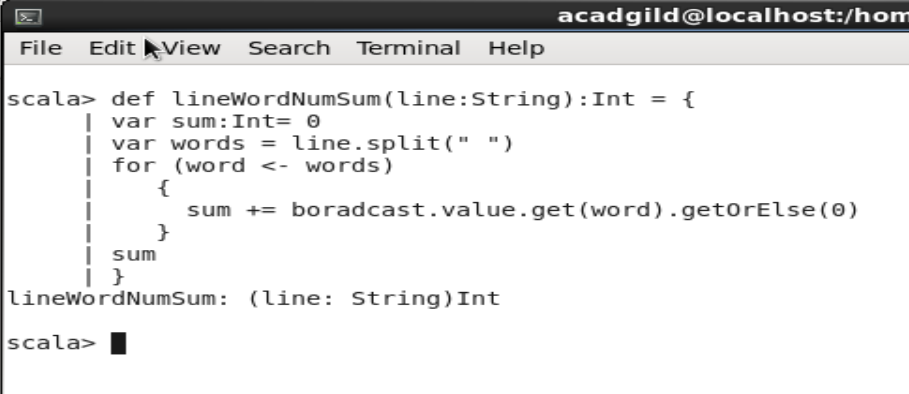 acadgild@localhost:/hom
File Edit View Search Terminal Help
scala> def lineWordNumSum(line:String):Int = {
| var sum:Int= 0
| var words = line.split(" ")
| for (word <- words)
| {
| sum += boradcast.value.get(word).getOrElse(0)
| }
| sum
| }
lineWordNumSum: (line: String)Int
scala>